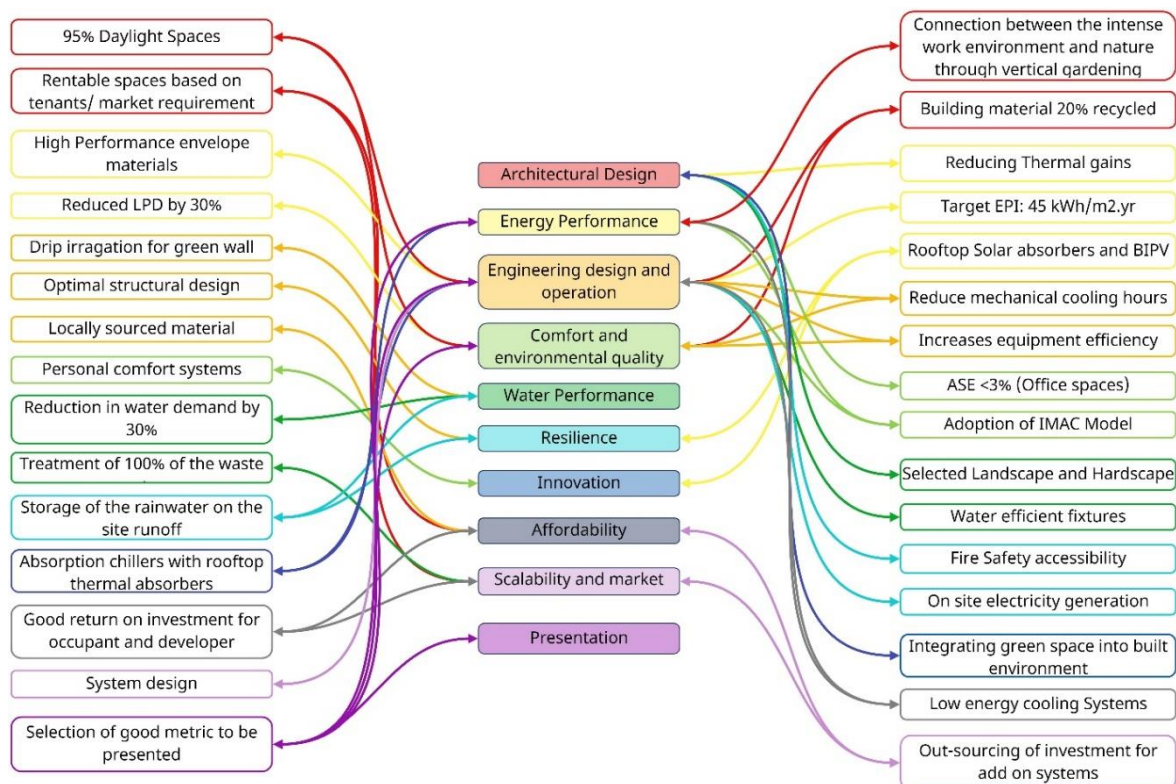 95% Daylight Spaces
Rentable spaces based on
tenants/ market requirement
High Performance envelope
materials
Reduced LPD by 30%
Drip irragation for green wall
Optimal structural design
Locally sourced material
Personal comfort systems
Reduction in water demand by
30%
Treatment of 100% of the waste
Storage of the rainwater on the
site runoff
Absorption chillers with rooftop
thermal absorbers
Good return on investment for
occupant and developer
System design
Selection of good metric to be
presented
Architectural Design
Energy Performance
Engineering design and
operation
Comfort and
environmental quality
Water Performance
Resilience
Innovation
Affordability
Scalability and market
Presentation
Connection between the intense
work environment and nature
through vertical gardening
Building material 20% recycled
Reducing Thermal gains
Target EPI: 45 kWh/m2.yr
Rooftop Solar absorbers and BIPV
Reduce mechanical cooling hours
Increases equipment efficiency
ASE <3% (Office spaces)
Adoption of IMAC Model
Selected Landscape and Hardscape
Water efficient fixtures
Fire Safety accessibility
On site electricity generation
Integrating green space into built
environment
Low energy cooling Systems
Out-sourcing of investment for
add on systems